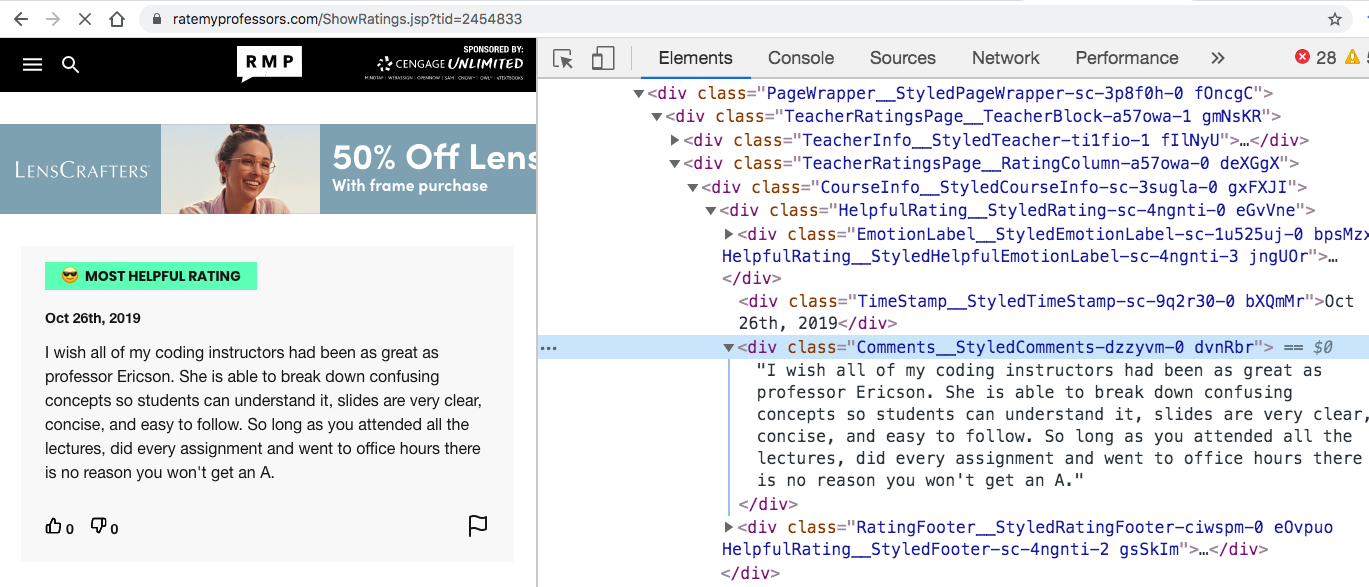 ratemyprofessors.com/ShowRatings.jsp?tid=2454833
RMP
SPONSORED BY:
CENGAGE UNLIMITED
MINDTAP | WEBASSIGN | OPENNOW | SAM | CNOW | OWL | eTEXTBOOKS
LENSCRAFTERS
50% Off Lens
With frame purchase
😎 MOST HELPFUL RATING
Oct 26th, 2019
I wish all of my coding instructors had been as great as
professor Ericson. She is able to break down confusing
concepts so students can understand it, slides are very clear,
concise, and easy to follow. So long as you attended all the
lectures, did every assignment and went to office hours there
is no reason you won't get an A.
0 0
Elements Console Sources Network Performance » 28
▼<div class="PageWrapper__StyledPageWrapper-sc-3p8f0h-0 fOncgC">
▼<div class="TeacherRatingsPage__TeacherBlock-a57owa-1 gmNsKR">
▶<div class="TeacherInfo__StyledTeacher-ti1fio-1 fIlNyU">…</div>
▼<div class="TeacherRatingsPage__RatingColumn-a57owa-0 deXGgX">
▼<div class="CourseInfo__StyledCourseInfo-sc-3sugla-0 gxFXJI">
▼<div class="HelpfulRating__StyledRating-sc-4ngnti-0 eGvVne">
▶<div class="EmotionLabel__StyledEmotionLabel-sc-1u525uj-0 bpsMzx
HelpfulRating__StyledHelpfulEmotionLabel-sc-4ngnti-3 jngUOr">…
</div>
<div class="TimeStamp__StyledTimeStamp-sc-9q2r30-0 bXQmMr">Oct
26th, 2019</div>
… ▼<div class="Comments__StyledComments-dzzyvm-0 dvnRbr"> == $0
"I wish all of my coding instructors had been as great as
professor Ericson. She is able to break down confusing
concepts so students can understand it, slides are very clear,
concise, and easy to follow. So long as you attended all the
lectures, did every assignment and went to office hours there
is no reason you won't get an A."
</div>
▶<div class="RatingFooter__StyledRatingFooter-ciwspm-0 eOvpuo
HelpfulRating__StyledFooter-sc-4ngnti-2 gsSkIm">…</div>
</div>